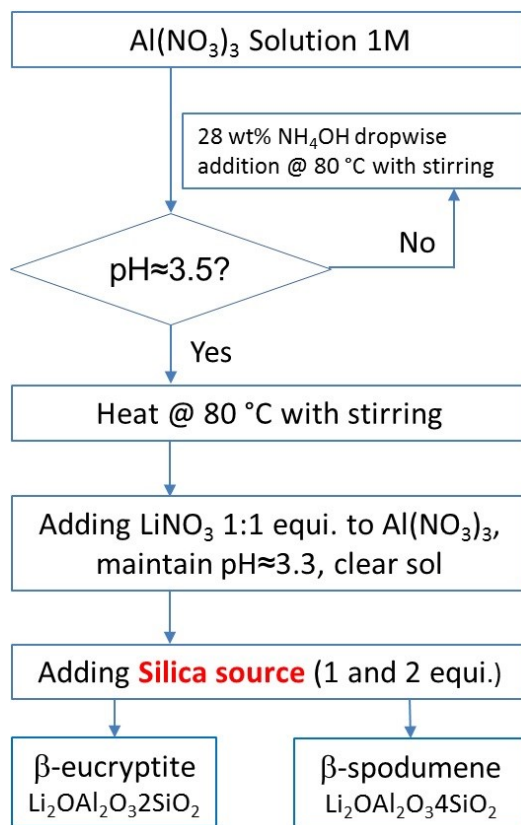 Al(NO₃)₃ Solution 1M
28 wt% NH₄OH dropwise
addition @ 80 °C with stirring
No
pH≈3.5?
Yes
Heat @ 80 °C with stirring
Adding LiNO₃ 1:1 equi. to Al(NO₃)₃,
maintain pH≈3.3, clear sol
Adding Silica source (1 and 2 equi.)
β-eucryptite
Li₂OAl₂O₃2SiO₂
β-spodumene
Li₂OAl₂O₃4SiO₂